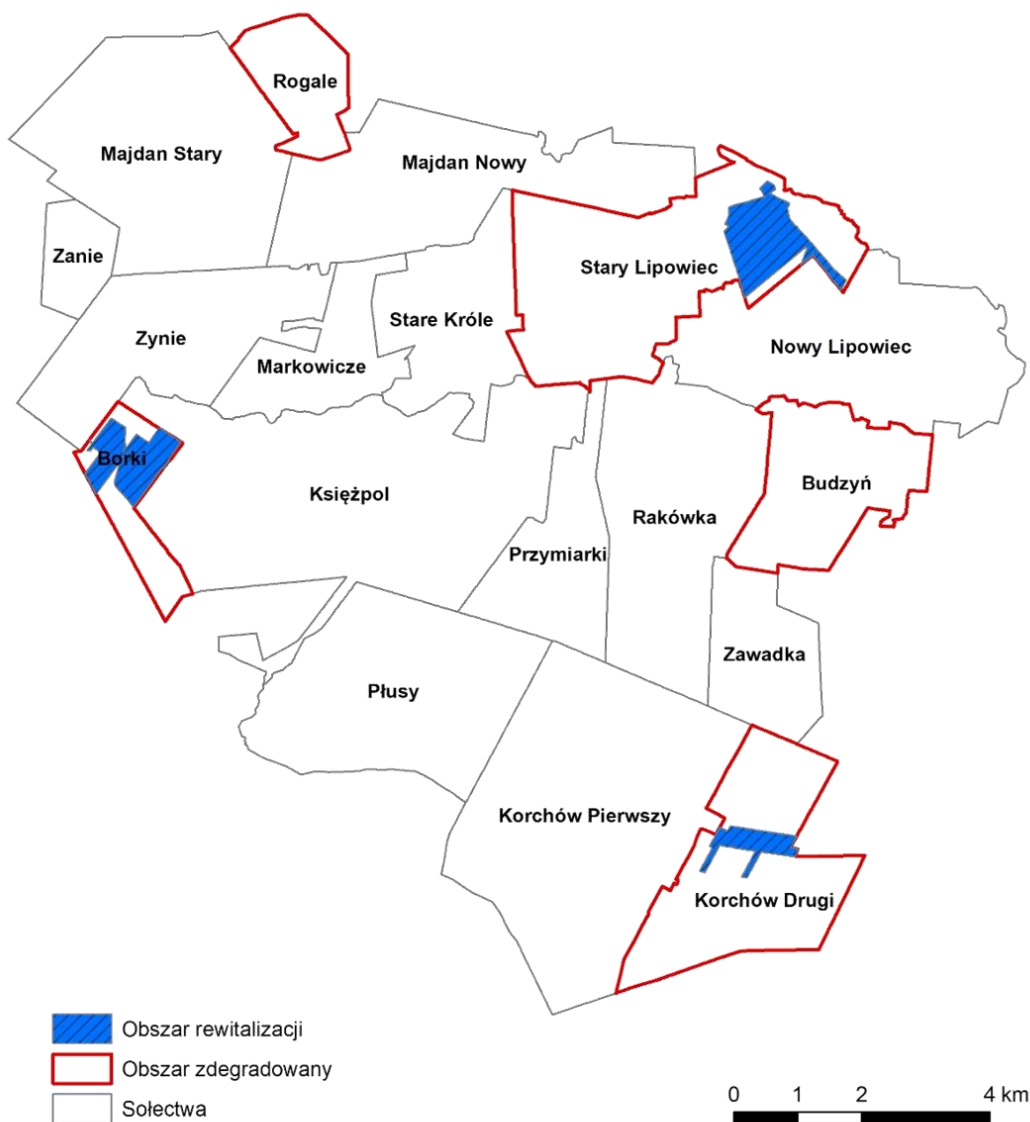 Rogale
Majdan Stary
Majdan Nowy
Zanie
Stary Lipowiec
Stare Króle
Zynie
Nowy Lipowiec
Markowicze
Borki
Księżpol
Budzyń
Rakówka
Przymiarki
Zawadka
Płusy
Korchów Pierwszy
Korchów Drugi
Obszar rewitalizacji
Obszar zdegradowany
Sołectwa
0 1 2 4 km